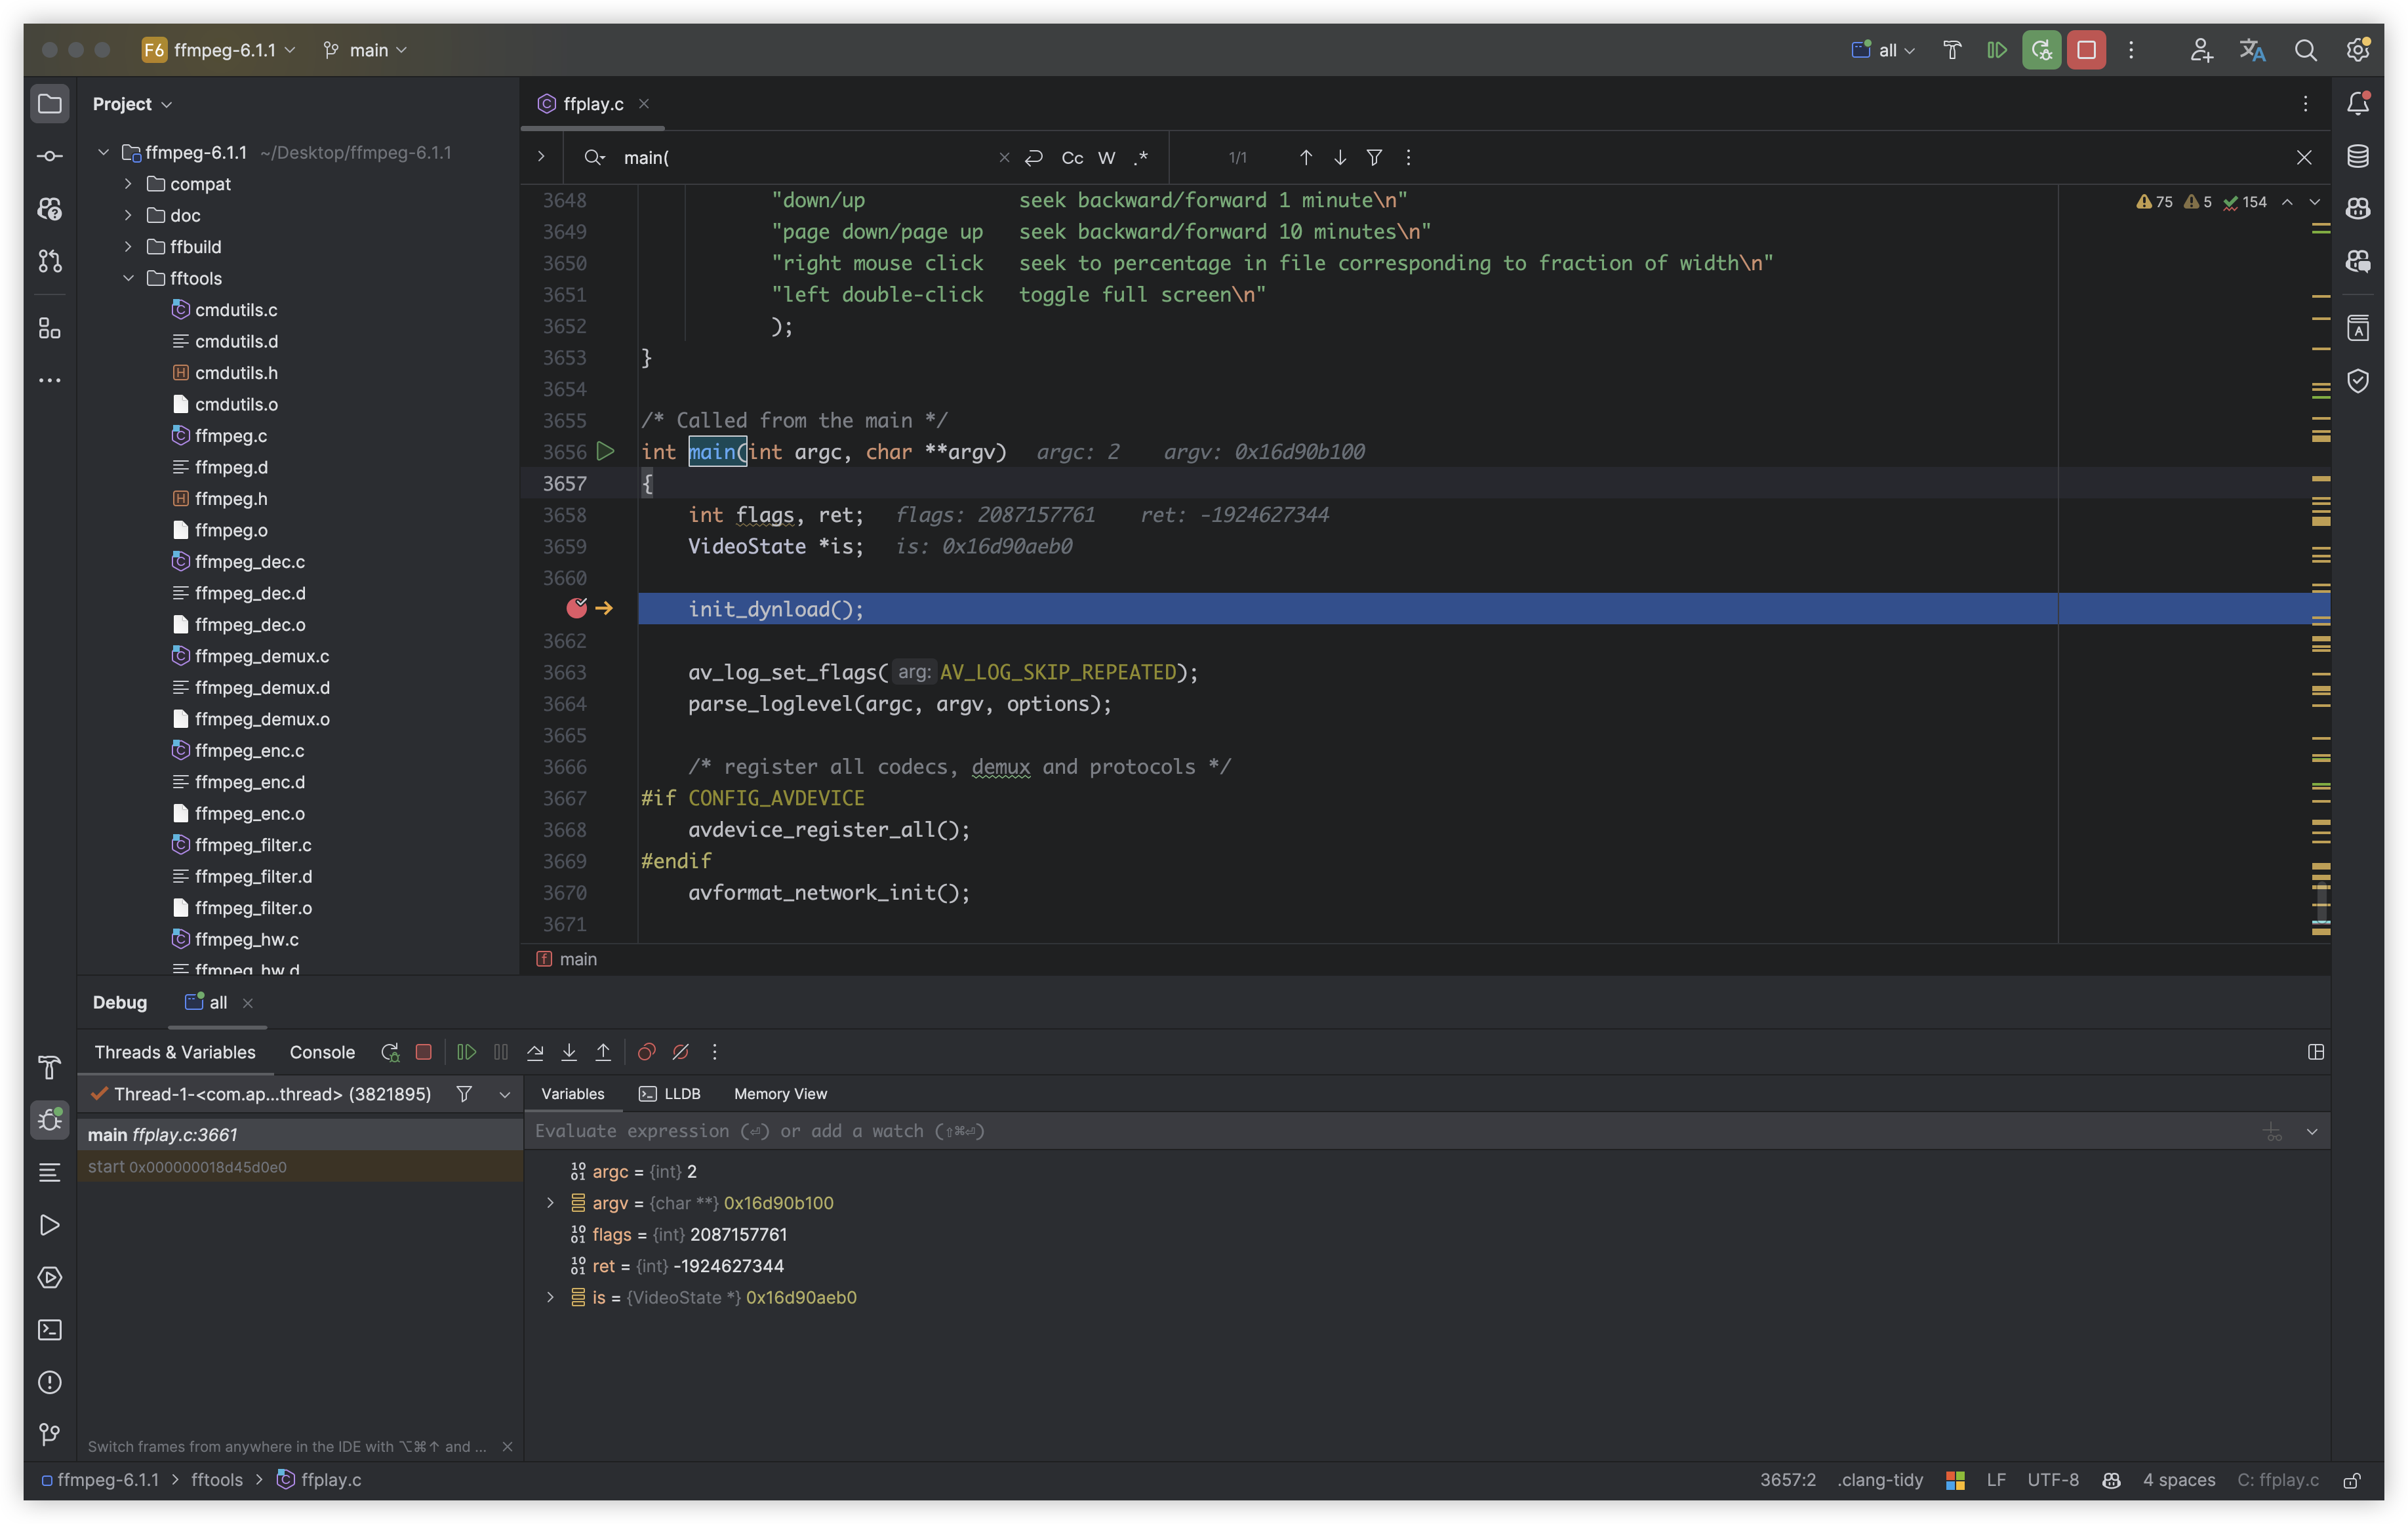 F6 ffmpeg-6.1.1 main all
Project
ffmpeg-6.1.1 ~/Desktop/ffmpeg-6.1.1
compat
doc
ffbuild
fftools
cmdutils.c
cmdutils.d
cmdutils.h
cmdutils.o
ffmpeg.c
ffmpeg.d
ffmpeg.h
ffmpeg.o
ffmpeg_dec.c
ffmpeg_dec.d
ffmpeg_dec.o
ffmpeg_demux.c
ffmpeg_demux.d
ffmpeg_demux.o
ffmpeg_enc.c
ffmpeg_enc.d
ffmpeg_enc.o
ffmpeg_filter.c
ffmpeg_filter.d
ffmpeg_filter.o
ffmpeg_hw.c
ffmpeg_hw.d
ffplay.c
main( Cc W .* 1/1
75 5 154
3648 "down/up seek backward/forward 1 minute\n"
3649 "page down/page up seek backward/forward 10 minutes\n"
3650 "right mouse click seek to percentage in file corresponding to fraction of width\n"
3651 "left double-click toggle full screen\n"
3652 );
3653 }
3654
3655 /* Called from the main */
3656 int main(int argc, char **argv) argc: 2 argv: 0x16d90b100
3657 {
3658 int flags, ret; flags: 2087157761 ret: -1924627344
3659 VideoState *is; is: 0x16d90aeb0
3660
init_dynload();
3662
3663 av_log_set_flags( arg: AV_LOG_SKIP_REPEATED);
3664 parse_loglevel(argc, argv, options);
3665
3666 /* register all codecs, demux and protocols */
3667 #if CONFIG_AVDEVICE
3668 avdevice_register_all();
3669 #endif
3670 avformat_network_init();
3671
f main
Debug all
Threads & Variables Console
Thread-1-<com.ap...thread> (3821895)
main ffplay.c:3661
start 0x000000018d45d0e0
Variables LLDB Memory View
Evaluate expression (⏎) or add a watch (⇧⌘⏎)
argc = {int} 2
argv = {char **} 0x16d90b100
flags = {int} 2087157761
ret = {int} -1924627344
is = {VideoState *} 0x16d90aeb0
Switch frames from anywhere in the IDE with ⌥⌘↑ and ...
ffmpeg-6.1.1 > fftools > ffplay.c
3657:2 .clang-tidy LF UTF-8 4 spaces C: ffplay.c